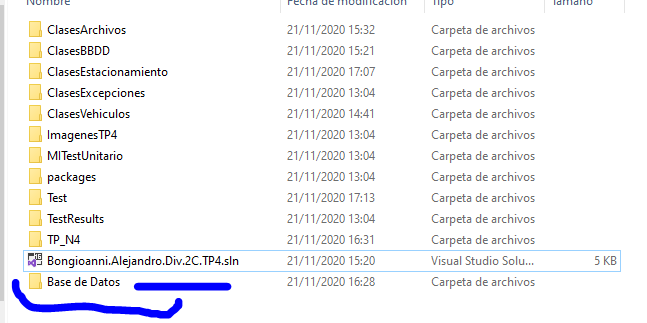 Nombre Fecha de modificación Tipo Tamaño
ClasesArchivos 21/11/2020 15:32 Carpeta de archivos
ClasesBBDD 21/11/2020 15:21 Carpeta de archivos
ClasesEstacionamiento 21/11/2020 17:07 Carpeta de archivos
ClasesExcepciones 21/11/2020 13:04 Carpeta de archivos
ClasesVehiculos 21/11/2020 14:41 Carpeta de archivos
ImagenesTP4 21/11/2020 13:04 Carpeta de archivos
MITestUnitario 21/11/2020 13:04 Carpeta de archivos
packages 21/11/2020 13:04 Carpeta de archivos
Test 21/11/2020 17:13 Carpeta de archivos
TestResults 21/11/2020 13:04 Carpeta de archivos
TP_N4 21/11/2020 16:31 Carpeta de archivos
Bongioanni.Alejandro.Div.2C.TP4.sln 21/11/2020 15:20 Visual Studio Solu... 5 KB
Base de Datos 21/11/2020 16:28 Carpeta de archivos